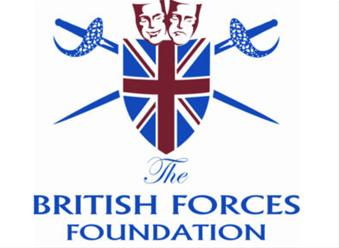 The
BRITISH FORCES
FOUNDATION